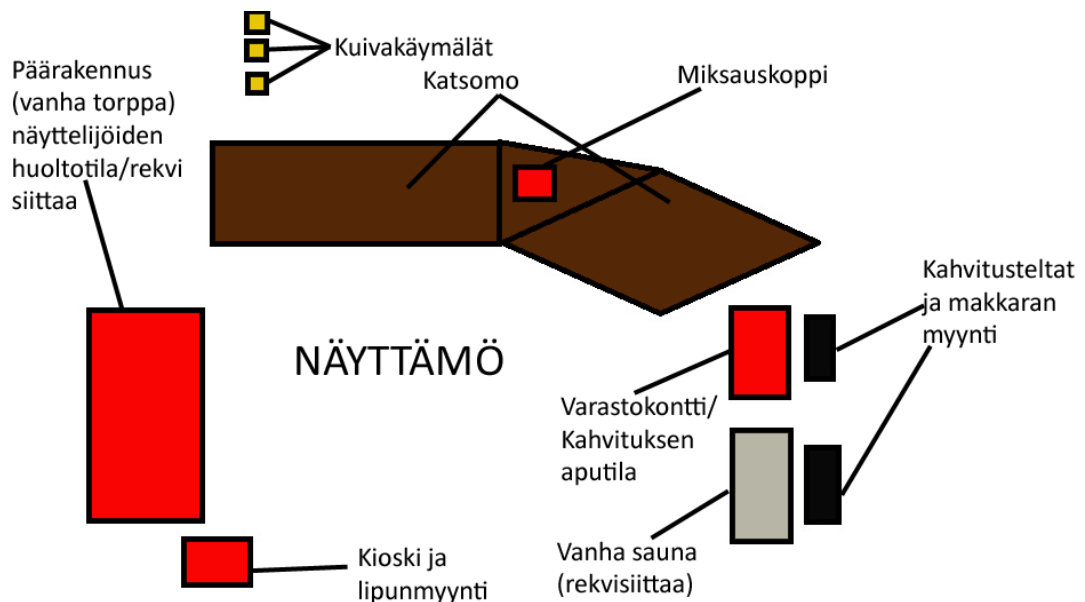 Kuivakäymälät
Päärakennus
(vanha torppa)
näyttelijöiden
huoltotila/rekvi
siittaa
Katsomo
Miksauskoppi
Kahvitusteltat
ja makkaran
myynti
NÄYTTÄMÖ
Varastokontti/
Kahvituksen
aputila
Vanha sauna
(rekvisiittaa)
Kioski ja
lipunmyynti